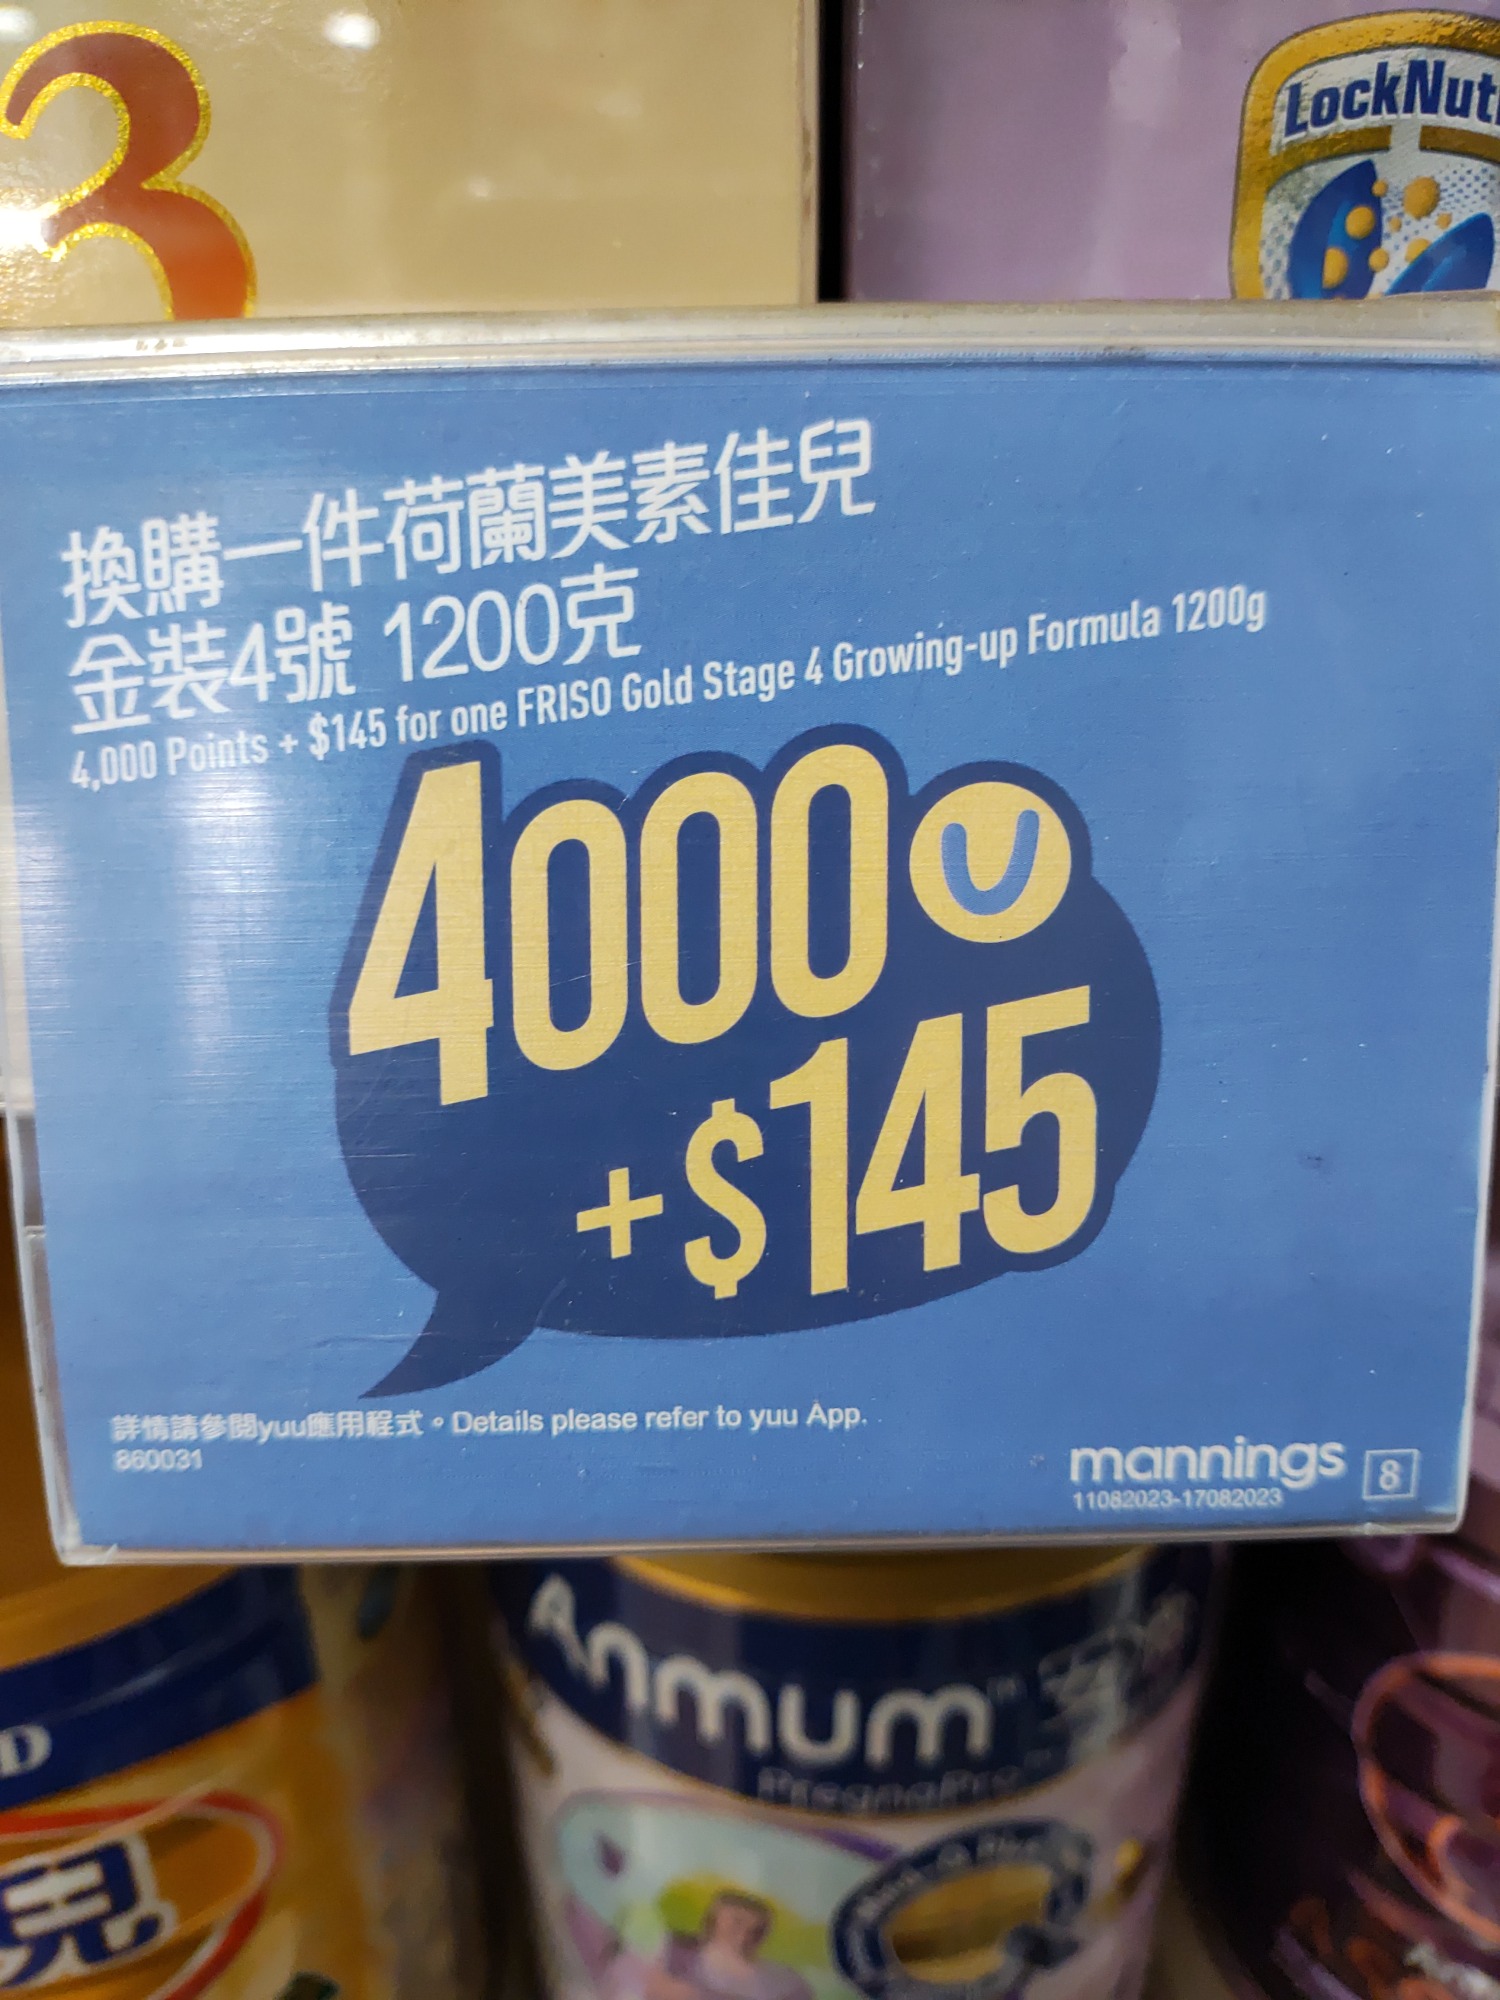 3
LockNut
換購一件荷蘭美素佳兒
金裝4號 1200克
4,000 Points + $145 for one FRISO Gold Stage 4 Growing-up Formula 1200g
4000 U
+$145
詳情請參閱yuu應用程式。Details please refer to yuu App.
860031
mannings 8
11082023-17082023
Anmum™
PregnaPro™
D
兒